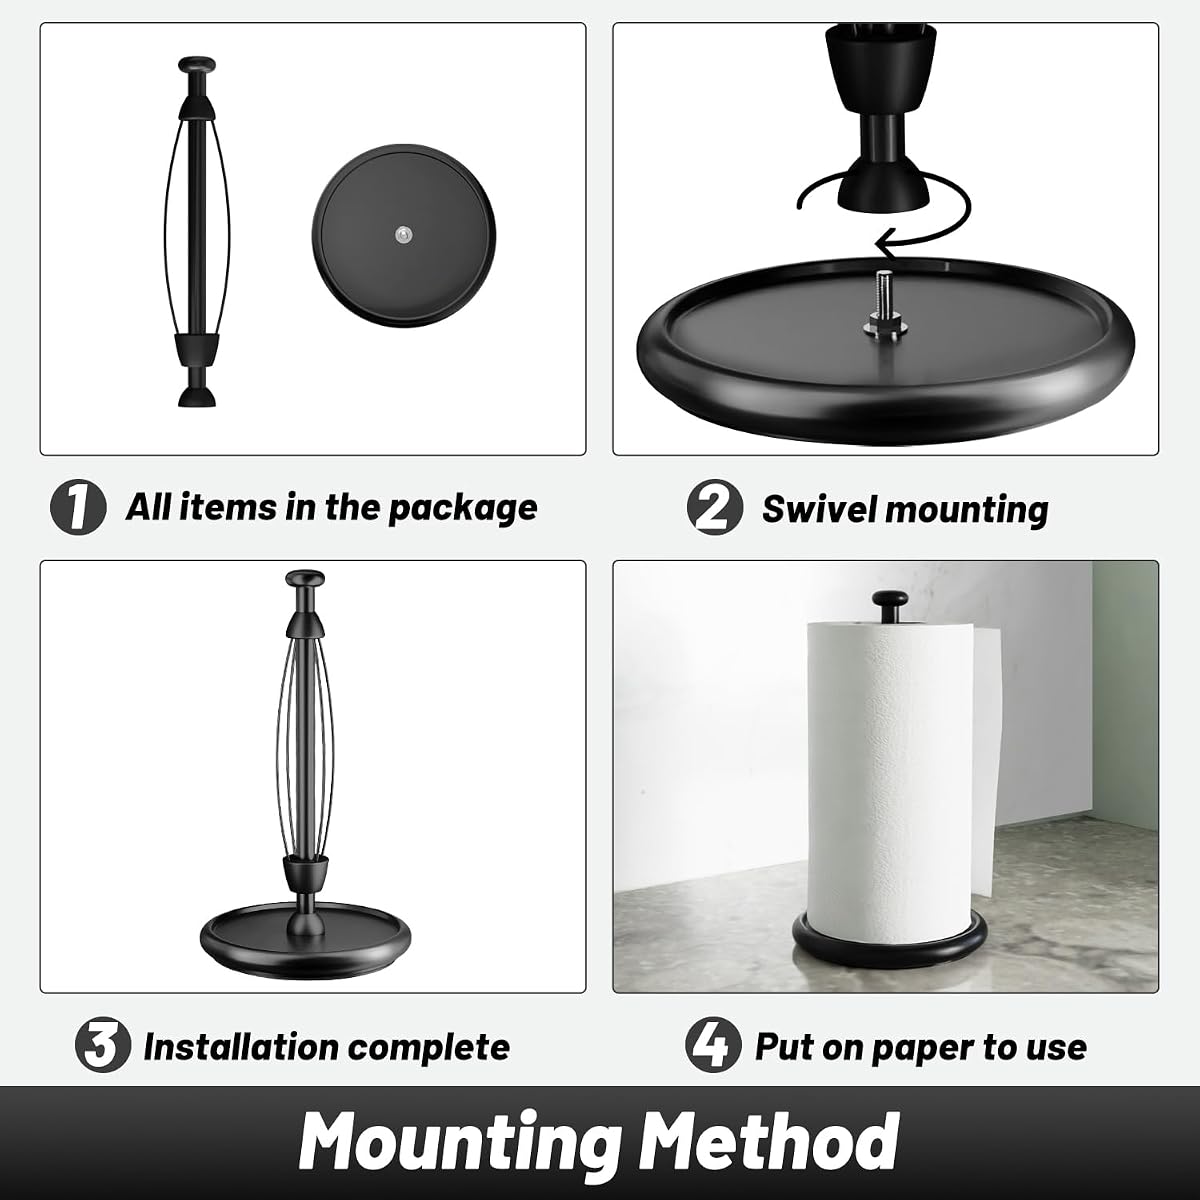 1 All items in the package
2 Swivel mounting
3 Installation complete
4 Put on paper to use
Mounting Method